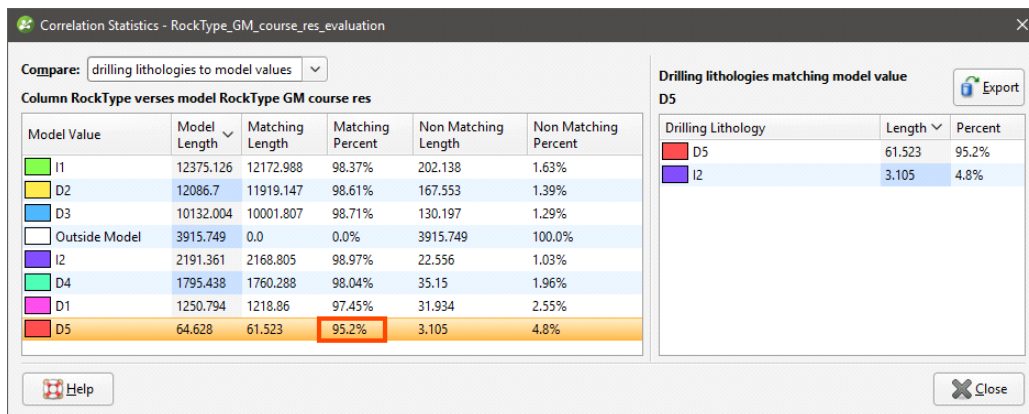 Correlation Statistics - RockType_GM_course_res_evaluation
Compare: drilling lithologies to model values
Column RockType verses model RockType GM course res
Model Value Model Length Matching Length Matching Percent Non Matching Length Non Matching Percent
I1 12375.126 12172.988 98.37% 202.138 1.63%
D2 12086.7 11919.147 98.61% 167.553 1.39%
D3 10132.004 10001.807 98.71% 130.197 1.29%
Outside Model 3915.749 0.0 0.0% 3915.749 100.0%
I2 2191.361 2168.805 98.97% 22.556 1.03%
D4 1795.438 1760.288 98.04% 35.15 1.96%
D1 1250.794 1218.86 97.45% 31.934 2.55%
D5 64.628 61.523 95.2% 3.105 4.8%
Drilling lithologies matching model value
D5
Export
Drilling Lithology Length Percent
D5 61.523 95.2%
I2 3.105 4.8%
Help
Close